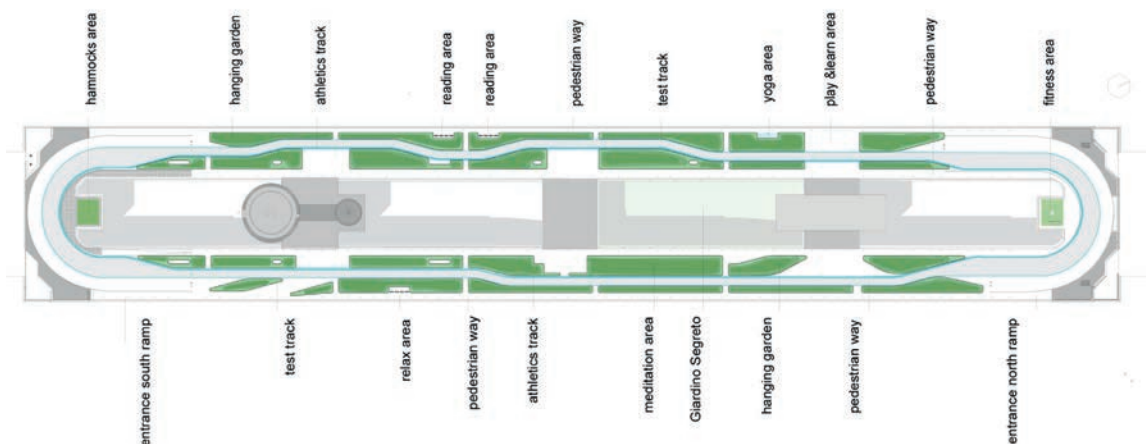 hammocks area
hanging garden
athletics track
reading area
reading area
pedestrian way
test track
yoga area
play &learn area
pedestrian way
fitness area
entrance south ramp
test track
relax area
pedestrian way
athletics track
meditation area
Giardino Segreto
hanging garden
pedestrian way
entrance north ramp